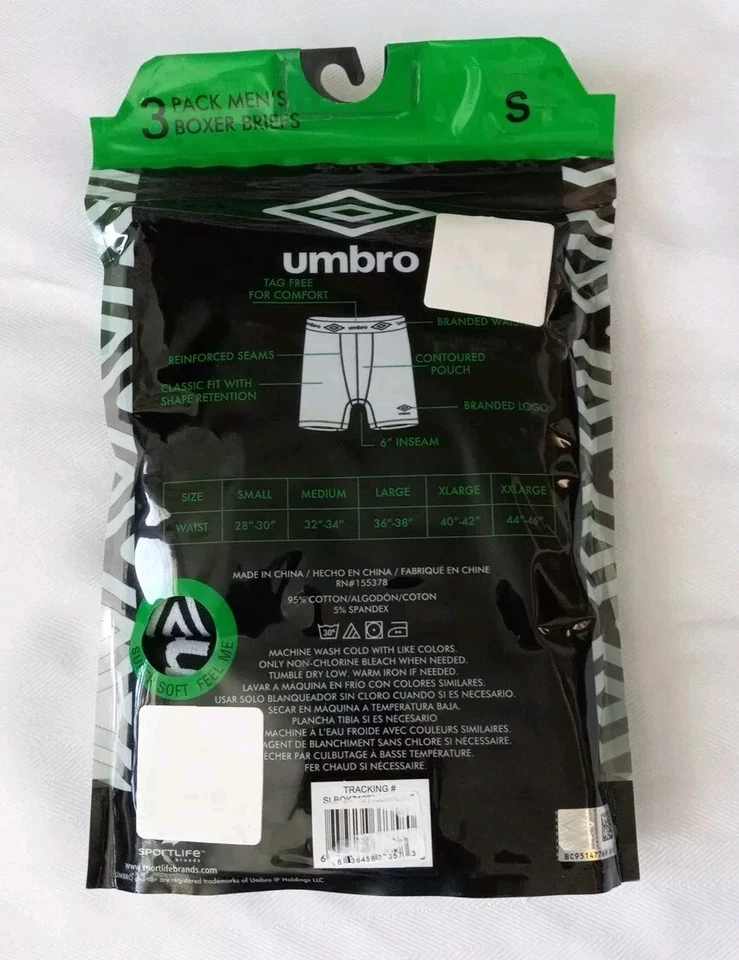 3 PACK MEN'S
BOXER BRIEFS
S
umbro
TAG FREE
FOR COMFORT
BRANDED
umbro
REINFORCED SEAMS
CONTOURED
POUCH
CLASSIC FIT WITH
SHAPE RETENTION
BRANDED LOGO
umbro
6" INSEAM
SIZE SMALL MEDIUM LARGE XLARGE XXLARGE
WAIST 28"-30" 32"-34" 36"-38" 40"-42" 44"-46"
MADE IN CHINA / HECHO EN CHINA / FABRIQUÉ EN CHINE
RN#155378
95% COTTON/ALGODÓN/COTON
5% SPANDEX
30°
MACHINE WASH COLD WITH LIKE COLORS.
ONLY NON-CHLORINE BLEACH WHEN NEEDED.
TUMBLE DRY LOW. WARM IRON IF NEEDED.
LAVAR A MÁQUINA EN FRÍO CON COLORES SIMILARES.
USAR SOLO BLANQUEADOR SIN CLORO CUANDO SI ES NECESARIO.
SECAR EN MÁQUINA A TEMPERATURA BAJA.
PLANCHA TIBIA SI ES NECESARIO
MACHINE À L'EAU FROIDE AVEC COULEURS SIMILAIRES.
AGENT DE BLANCHIMENT SANS CHLORE SI NÉCESSAIRE.
PAR CULBUTAGE À BASSE TEMPÉRATURE.
FER CHAUD SI NÉCESSAIRE.
SOFT FEEL ME
TRACKING #
SPORTLIFE
brands
www.sportlifebrands.com
are registered trademarks of Umbro IP Holdings LLC